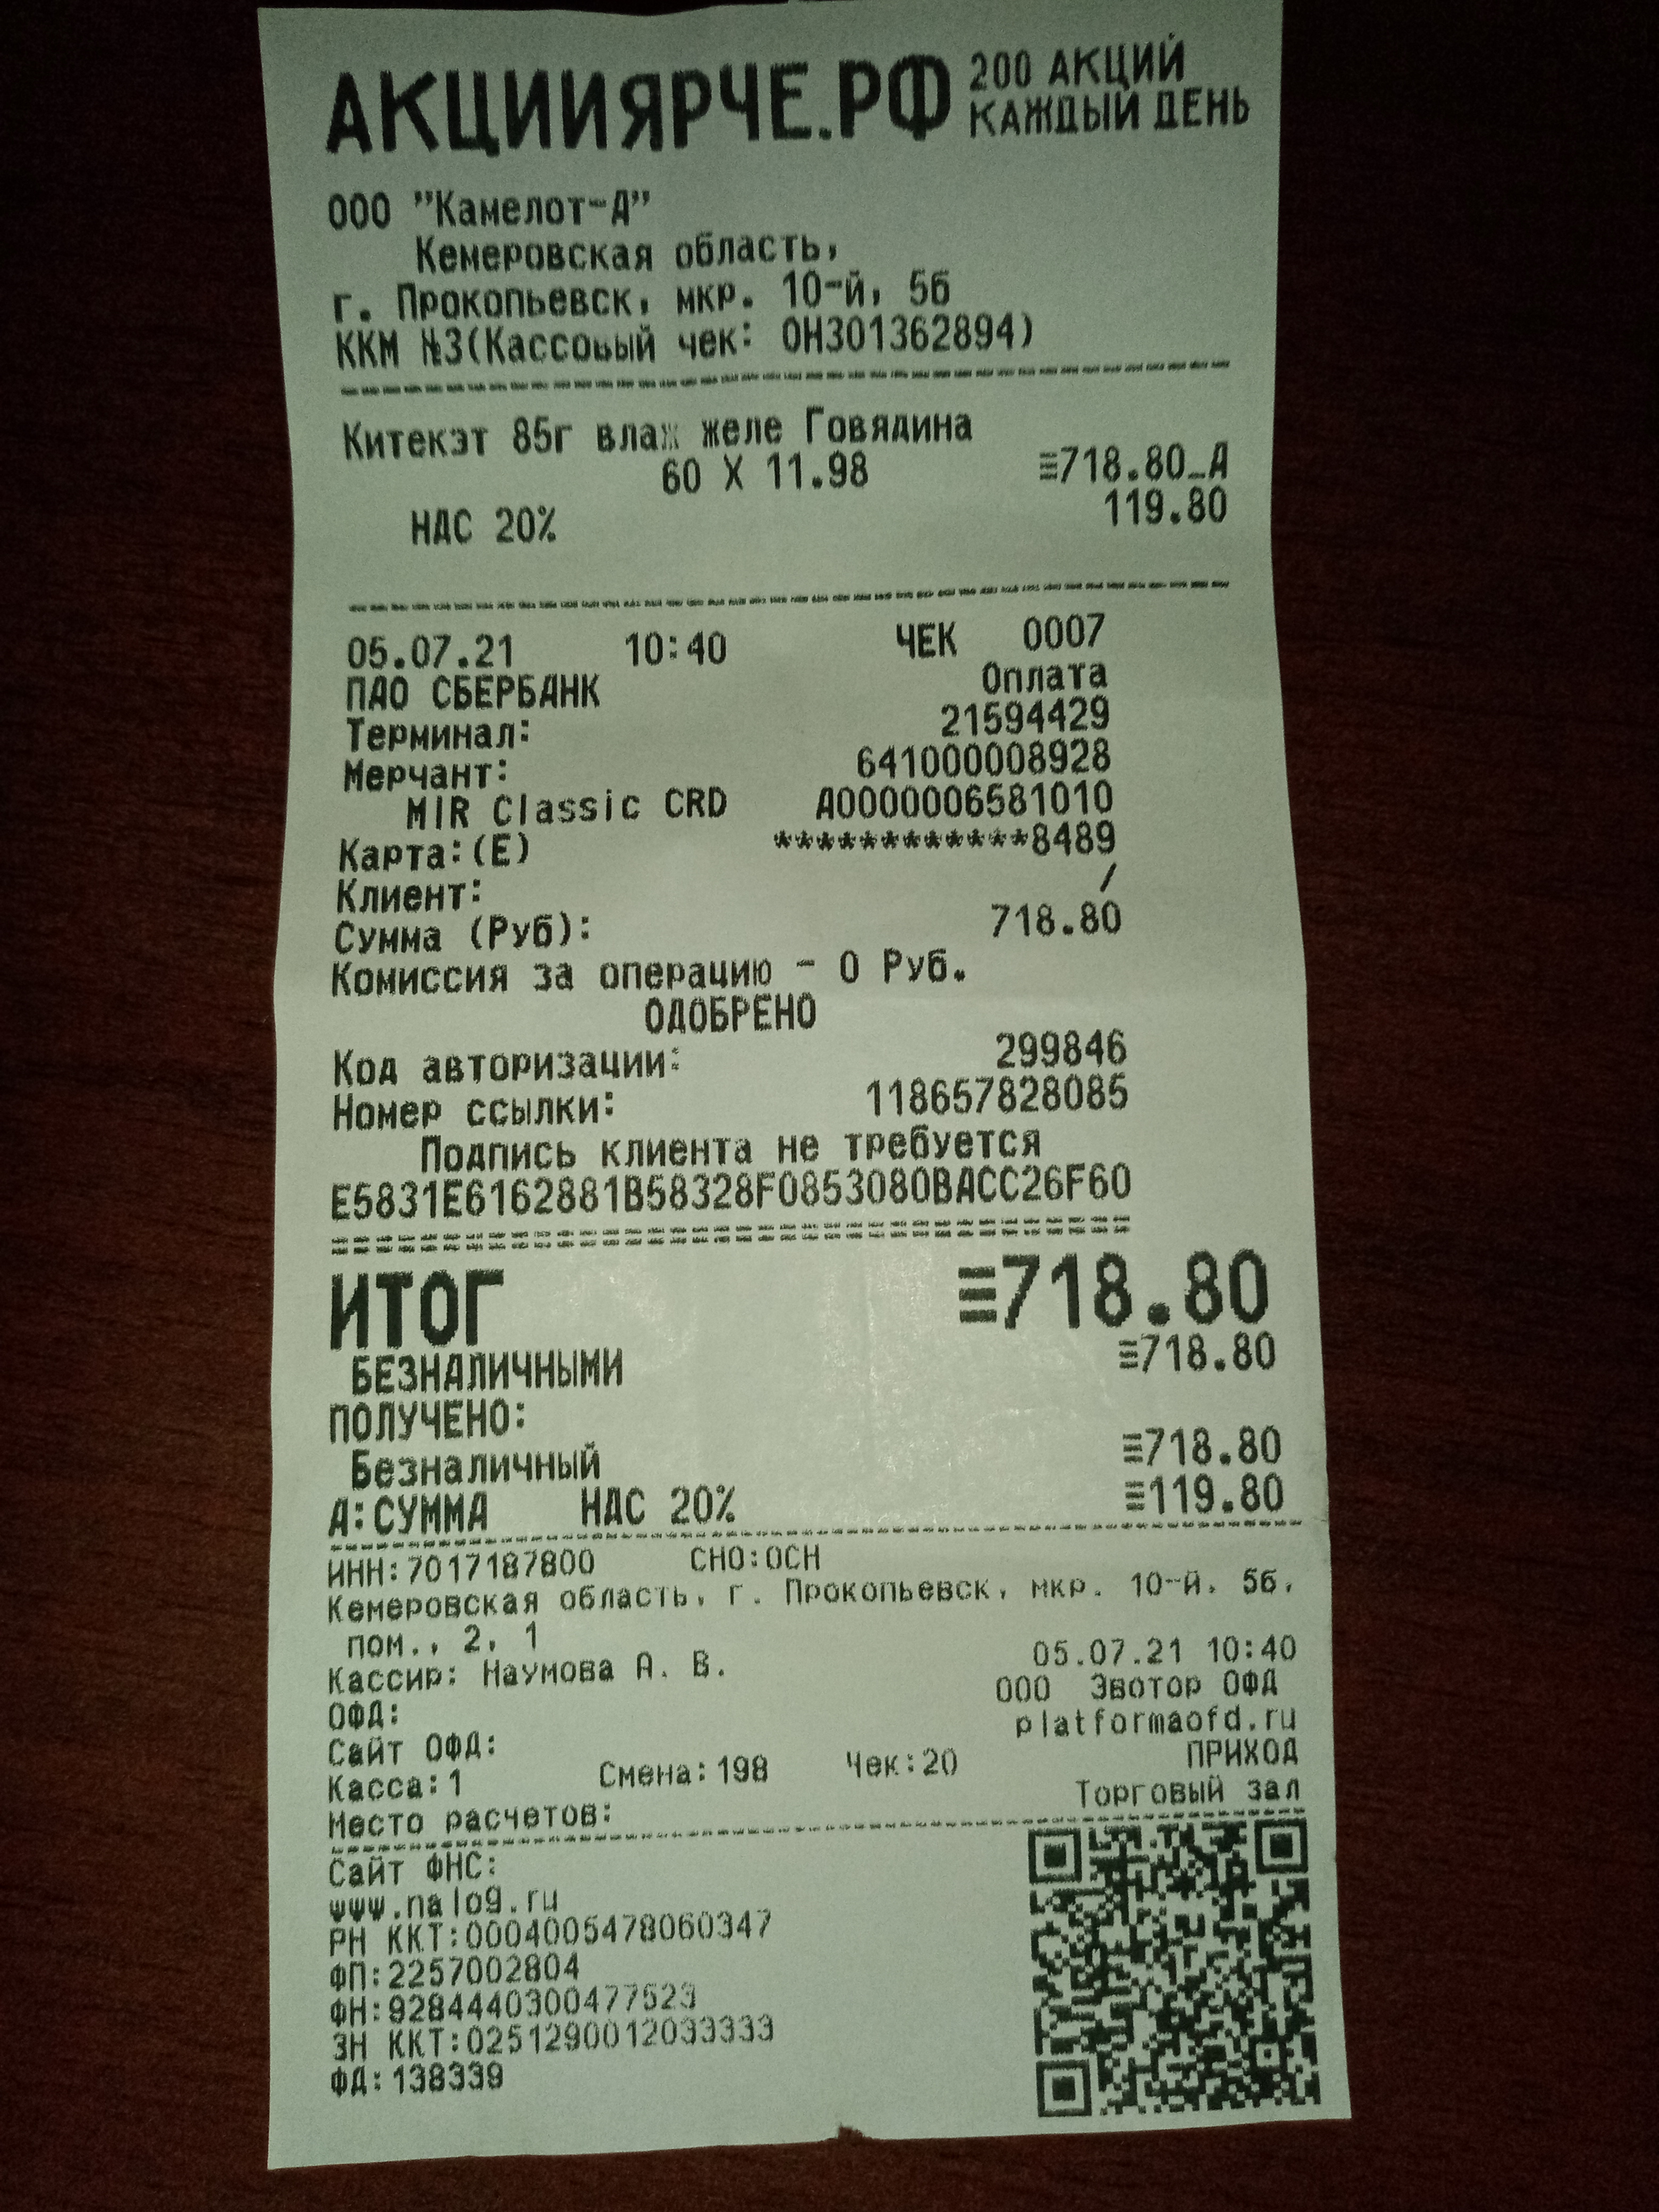 АКЦИИЯРЧЕ.РФ 200 АКЦИЙ КАЖДЫЙ ДЕНЬ
ООО "Камелот-А"
Кемеровская область,
г. Прокопьевск, мкр. 10-й, 5б
ККМ №3(Кассовый чек: ОН301362894)
Китекэт 85г влаж желе Говядина
60 X 11.98 ≡718.80_А
НДС 20% 119.80
05.07.21 10:40 ЧЕК 0007
ПАО СБЕРБАНК Оплата
Терминал: 21594429
Мерчант: 641000008928
MIR Classic CRD A0000006581010
Карта:(E) ************8489
Клиент: /
Сумма (Руб): 718.80
Комиссия за операцию - 0 Руб.
ОДОБРЕНО
Код авторизации: 299846
Номер ссылки: 118657828085
Подпись клиента не требуется
E5831E6162881B58328F0853080BACC26F60
ИТОГ ≡718.80
БЕЗНАЛИЧНЫМИ ≡718.80
ПОЛУЧЕНО:
Безналичный ≡718.80
А:СУММА НДС 20% ≡119.80
ИНН:7017187800 СНО:ОСН
Кемеровская область, г. Прокопьевск, мкр. 10-й, 5б,
пом., 2, 1
Кассир: Наумова А. В. 05.07.21 10:40
ОФД: ООО Эвотор ОФД
Сайт ОФД: platformaofd.ru
Касса:1 Смена:198 Чек:20 ПРИХОД
Место расчетов: Торговый зал
Сайт ФНС:
www.nalog.ru
РН ККТ:0004005478060347
ФП:2257002804
ФН:9284440300477523
ЗН ККТ:0251290012033333
ФД:138339